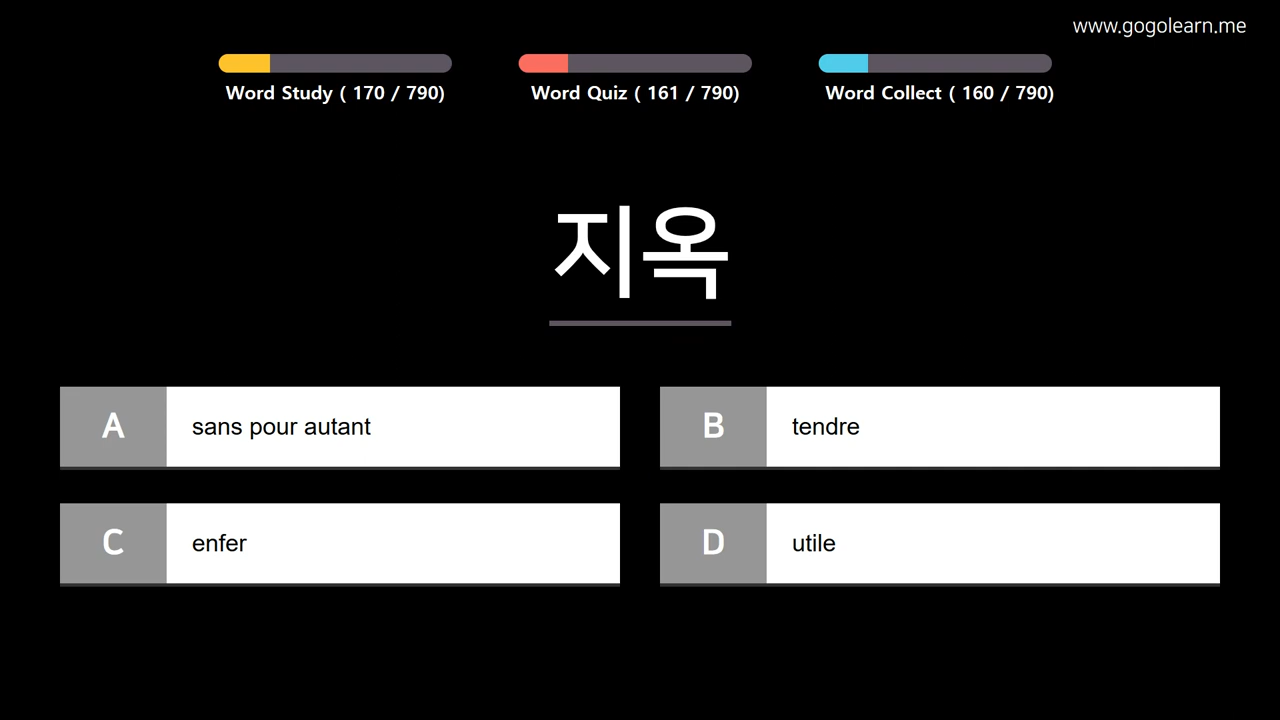 www.gogolearn.me
Word Study ( 170 / 790)
Word Quiz ( 161 / 790)
Word Collect ( 160 / 790)
지옥
A sans pour autant
B tendre
C enfer
D utile